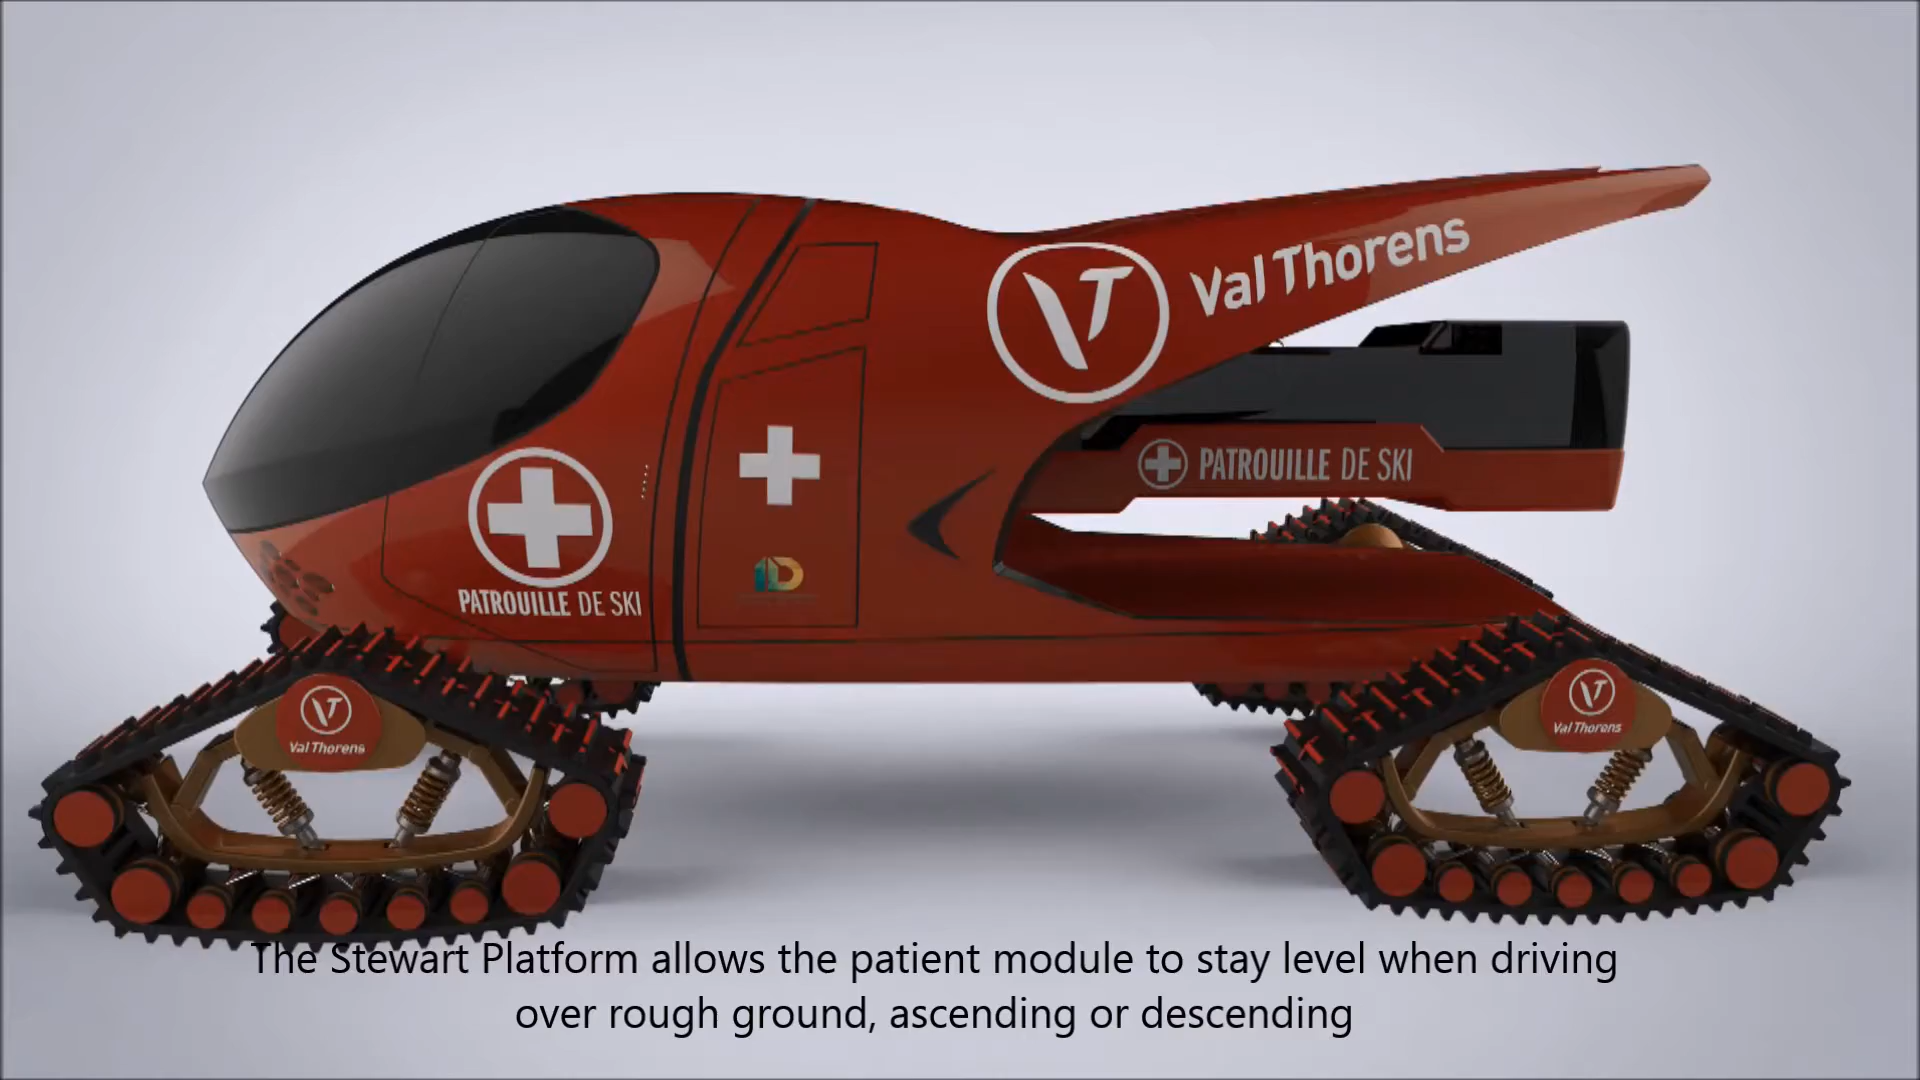 Val Thorens
PATROUILLE DE SKI
PATROUILLE DE SKI
Val Thorens
Val Thorens
The Stewart Platform allows the patient module to stay level when driving
over rough ground, ascending or descending